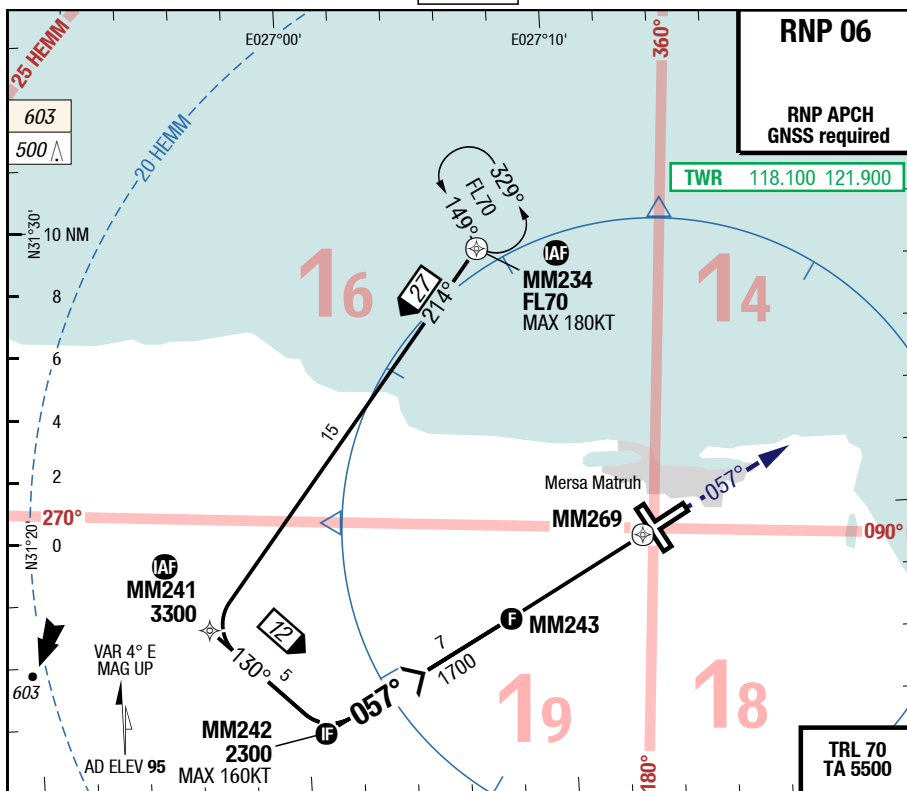 E027°00'
E027°10'
360°
RNP 06
RNP APCH
GNSS required
25 HEMM
603
500
20 HEMM
TWR 118.100 121.900
N31°30'
10 NM
FL70
329°
149°
IAF
MM234
FL70
MAX 180KT
16
14
27
214°
8
6
4
2
0
15
Mersa Matruh
057°
270°
MM269
090°
N31°20'
IAF
MM241
3300
12
130°
5
F
MM243
7
1700
057°
VAR 4° E
MAG UP
603
MM242
2300
MAX 160KT
IF
AD ELEV 95
19
18
180°
TRL 70
TA 5500